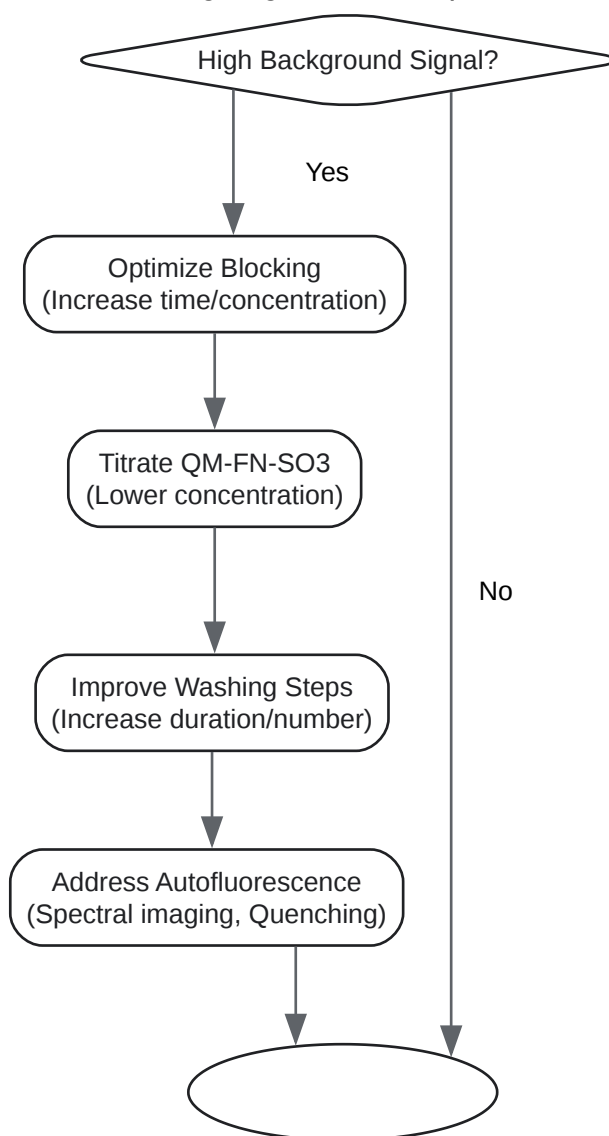 High Background Signal?
Yes
Optimize Blocking
(Increase time/concentration)
Titrate QM-FN-SO3
(Lower concentration)
No
Improve Washing Steps
(Increase duration/number)
Address Autofluorescence
(Spectral imaging, Quenching)